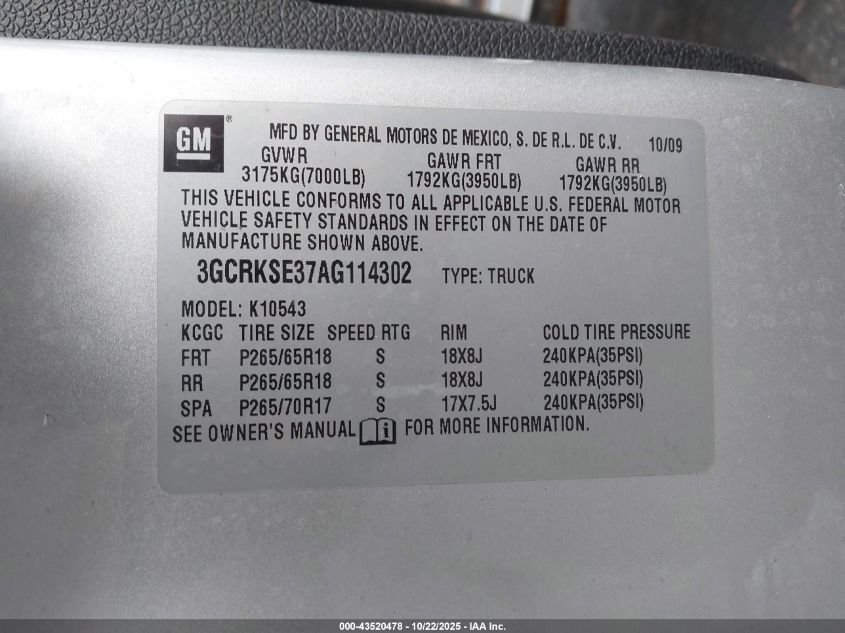 GM ®
MFD BY GENERAL MOTORS DE MEXICO, S. DE R.L. DE C.V. 10/09
GVWR GAWR FRT GAWR RR
3175KG(7000LB) 1792KG(3950LB) 1792KG(3950LB)
THIS VEHICLE CONFORMS TO ALL APPLICABLE U.S. FEDERAL MOTOR
VEHICLE SAFETY STANDARDS IN EFFECT ON THE DATE OF
MANUFACTURE SHOWN ABOVE.
3GCRKSE37AG114302 TYPE: TRUCK
MODEL: K10543
KCGC TIRE SIZE SPEED RTG RIM COLD TIRE PRESSURE
FRT P265/65R18 S 18X8J 240KPA(35PSI)
RR P265/65R18 S 18X8J 240KPA(35PSI)
SPA P265/70R17 S 17X7.5J 240KPA(35PSI)
SEE OWNER'S MANUAL i FOR MORE INFORMATION.
000-43520478 | 10/22/2025 - IAA Inc.